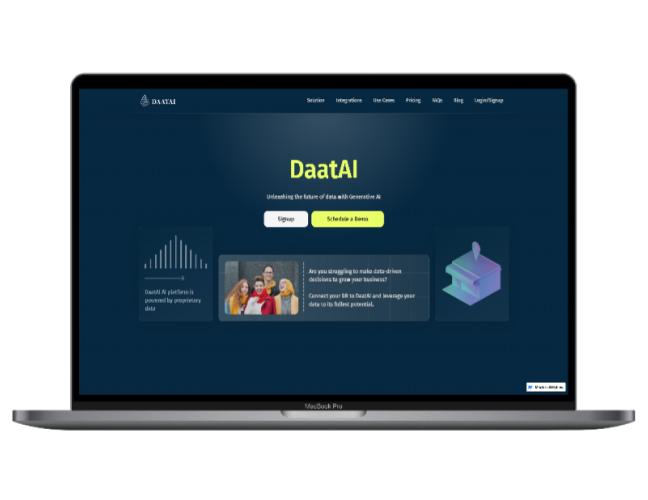 DAATAI
Solution Integrations Use Cases Pricing FAQs Blog Login/Signup
DaatAI
Unleashing the future of data with Generative AI
Signup Schedule a Demo
DaatAI AI platform is
powered by proprietary
data
Are you struggling to make data-driven
decisions to grow your business?
Connect your DB to DaatAI and leverage your
data to its fullest potential.
MacBook Pro